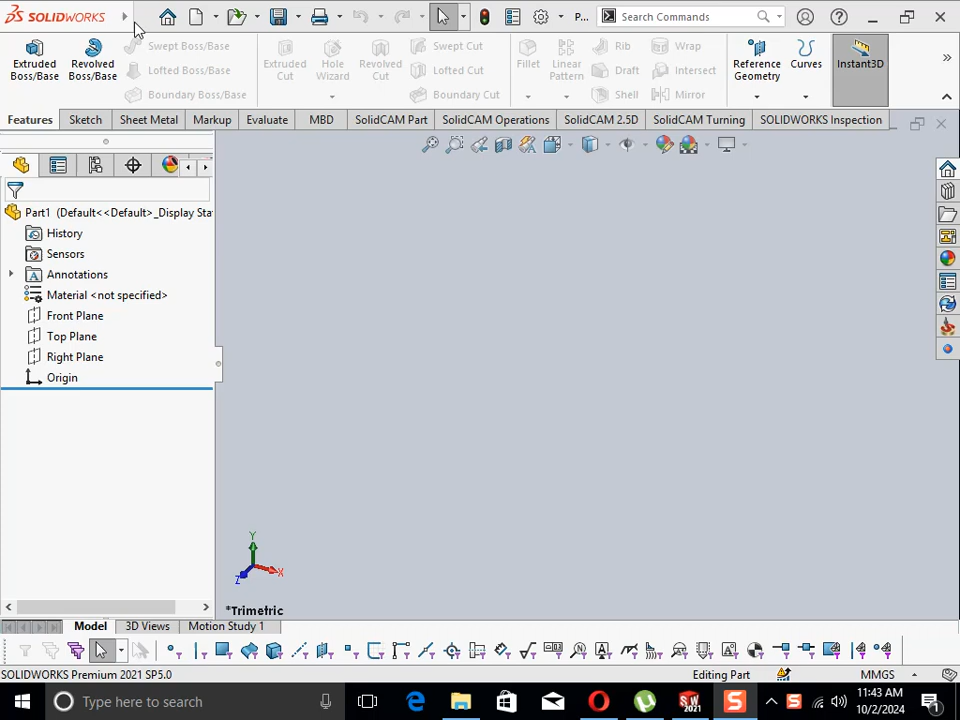 SOLIDWORKS
P...
Search Commands
Extruded Boss/Base
Revolved Boss/Base
Swept Boss/Base
Lofted Boss/Base
Boundary Boss/Base
Extruded Cut
Hole Wizard
Revolved Cut
Swept Cut
Lofted Cut
Boundary Cut
Fillet
Linear Pattern
Rib
Draft
Shell
Wrap
Intersect
Mirror
Reference Geometry
Curves
Instant3D
Features
Sketch
Sheet Metal
Markup
Evaluate
MBD
SolidCAM Part
SolidCAM Operations
SolidCAM 2.5D
SolidCAM Turning
SOLIDWORKS Inspection
Part1 (Default<<Default>_Display Sta
History
Sensors
Annotations
Material <not specified>
Front Plane
Top Plane
Right Plane
Origin
Y
X
Z
*Trimetric
Model
3D Views
Motion Study 1
SOLIDWORKS Premium 2021 SP5.0
Editing Part
MMGS
Type here to search
11:43 AM
10/2/2024